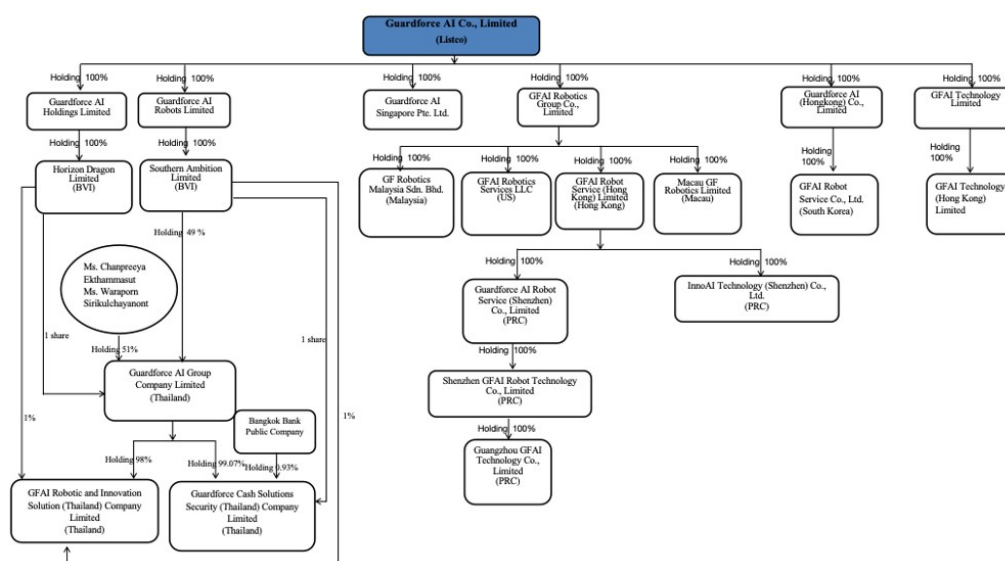 Guardforce AI Co., Limited
(Listco)
Holding 100%
Holding 100%
Holding 100%
Holding 100%
Holding 100%
Holding 100%
Guardforce AI
Holdings Limited
Guardforce AI
Robots Limited
Guardforce AI
Singapore Pte. Ltd.
GFAI Robotics
Group Co.,
Limited
Guardforce AI
(Hongkong) Co.,
Limited
GFAI Technology
Limited
Holding 100%
Holding 100%
Holding 100%
Holding 100%
Holding 100%
Holding 100%
Holding
100%
Holding
100%
Horizon Dragon
Limited
(BVI)
Southern Ambition
Limited
(BVI)
GF Robotics
Malaysia Sdn. Bhd.
(Malaysia)
GFAI Robotics
Services LLC
(US)
GFAI Robot
Service (Hong
Kong) Limited
(Hong Kong)
Macau GF
Robotics Limited
(Macau)
GFAI Robot
Service Co., Ltd.
(South Korea)
GFAI Technology
(Hong Kong)
Limited
Holding 49 %
Ms. Chanpreeya
Ekthammasut
Ms. Waraporn
Sirikulchayanont
Holding 100%
Holding 100%
Guardforce AI Robot
Service (Shenzhen)
Co., Limited
(PRC)
InnoAI Technology (Shenzhen) Co.,
Ltd.
(PRC)
1 share
1 share
Holding 51%
Holding 100%
Guardforce AI Group
Company Limited
(Thailand)
Shenzhen GFAI Robot Technology
Co., Limited
(PRC)
1%
Bangkok Bank
Public Company
1%
Holding 100%
Holding 98%
Holding 99.07%
Holding 0.93%
Guangzhou GFAI
Technology Co.,
Limited
(PRC)
GFAI Robotic and Innovation
Solution (Thailand) Company
Limited
(Thailand)
Guardforce Cash Solutions
Security (Thailand) Company
Limited
(Thailand)